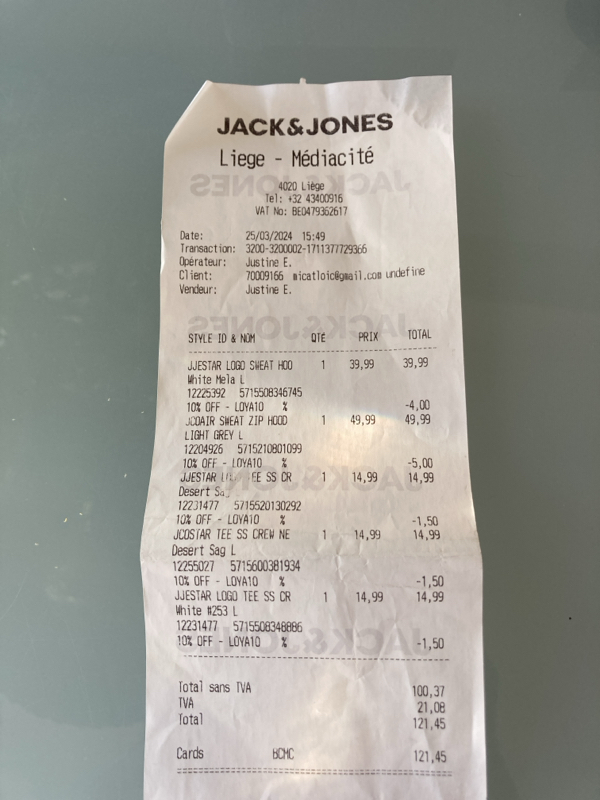 JACK&JONES
Liege - Médiacité
4020 Liège
Tel: +32 43400916
VAT No: BE0479362617
Date: 25/03/2024 15:49
Transaction: 3200-3200002-1711377729366
Opérateur: Justine E.
Client: 70009166 micatloic@gmail.com undefine
Vendeur: Justine E.
STYLE ID & NOM QTÉ PRIX TOTAL
JJESTAR LOGO SWEAT HOO 1 39,99 39,99
White Mela L
12225392 5715508346745
10% OFF - LOYA10 % -4,00
JCOAIR SWEAT ZIP HOOD 1 49,99 49,99
LIGHT GREY L
12204926 5715210801099
10% OFF - LOYA10 % -5,00
JJESTAR TEE SS CR 1 14,99 14,99
Desert
12231477 5715520130292
10% OFF - LOYA10 % -1,50
JCOSTAR TEE SS CREW NE 1 14,99 14,99
Desert Sag L
12255027 5715600381934
10% OFF - LOYA10 % -1,50
JJESTAR LOGO TEE SS CR 1 14,99 14,99
White #253 L
12231477 5715508348886
10% OFF - LOYA10 % -1,50
Total sans TVA 100,37
TVA 21,08
Total 121,45
Cards BCMC 121,45